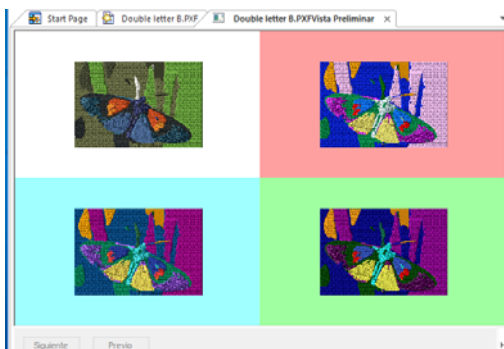 Start Page
Double letter B.PXF
Double letter B.PXFVista Preliminar
Siguiente
Previo